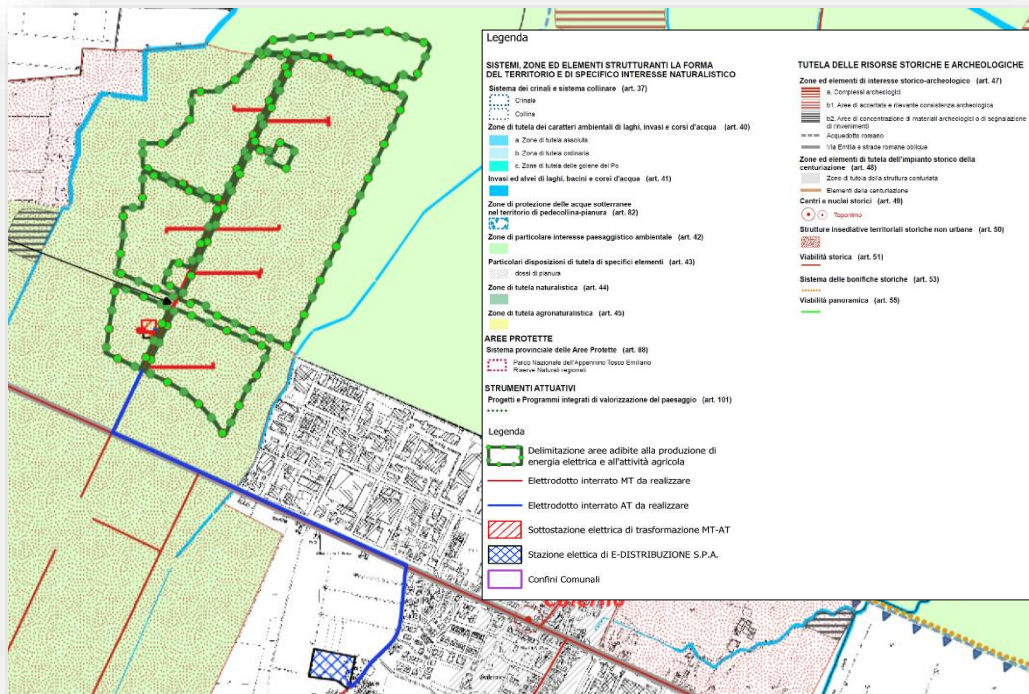 Legenda
SISTEMI, ZONE ED ELEMENTI STRUTTURANTI LA FORMA
DEL TERRITORIO E DI SPECIFICO INTERESSE NATURALISTICO
Sistema dei crinali e sistema collinare (art. 37)
Crinale
Collina
Zone di tutela dei caratteri ambientali di laghi, invasi e corsi d'acqua (art. 40)
a. Zone di tutela assoluta
b. Zone di tutela ordinaria
c. Zone di tutela delle golene del Po
Invasi ed alvei di laghi, bacini e corsi d'acqua (art. 41)
Zone di protezione delle acque sotterranee
nel territorio di pedecollina-pianura (art. 82)
Zone di particolare interesse paesaggistico ambientale (art. 42)
Particolari disposizioni di tutela di specifici elementi (art. 43)
dossi di pianura
Zone di tutela naturalistica (art. 44)
Zone di tutela agronaturalistica (art. 45)
AREE PROTETTE
Sistema provinciale delle Aree Protette (art. 88)
Parco Nazionale dell'Appennino Tosco Emiliano
Riserve Naturali regionali
STRUMENTI ATTUATIVI
Progetti e Programmi integrati di valorizzazione del paesaggio (art. 101)
TUTELA DELLE RISORSE STORICHE E ARCHEOLOGICHE
Zone ed elementi di interesse storico-archeologico (art. 47)
a. Complessi archeologici
b1. Aree di accertata e rilevante consistenza archeologica
b2. Aree di concentrazione di materiali archeologici o di segnalazione
di rinvenimenti
Acquedotto romano
Via Emilia e strade romane oblique
Zone ed elementi di tutela dell'impianto storico della
centuriazione (art. 48)
Zone di tutela della struttura centuriata
Elementi della centuriazione
Centri e nuclei storici (art. 49)
Toponimo
Strutture insediative territoriali storiche non urbane (art. 50)
Viabilità storica (art. 51)
Sistema delle bonifiche storiche (art. 53)
Viabilità panoramica (art. 55)
Legenda
Delimitazione aree adibite alla produzione di
energia elettrica e all'attività agricola
Elettrodotto interrato MT da realizzare
Elettrodotto interrato AT da realizzare
Sottostazione elettrica di trasformazione MT-AT
Stazione elettica di E-DISTRIBUZIONE S.P.A.
Confini Comunali